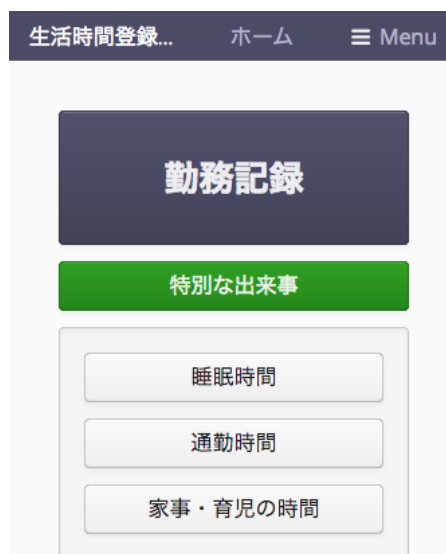 生活時間登録... ホーム ☰ Menu
勤務記録
特別な出来事
睡眠時間
通勤時間
家事・育児の時間